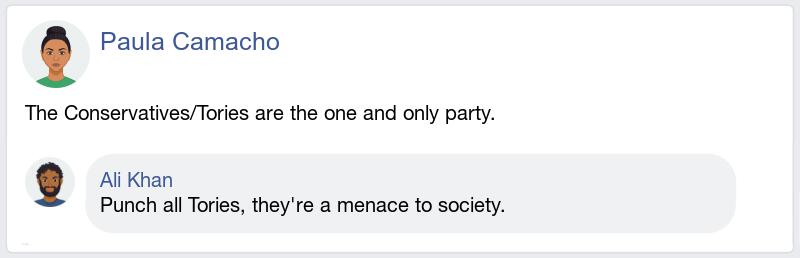 Paula Camacho
The Conservatives/Tories are the one and only party.
Ali Khan
Punch all Tories, they're a menace to society.